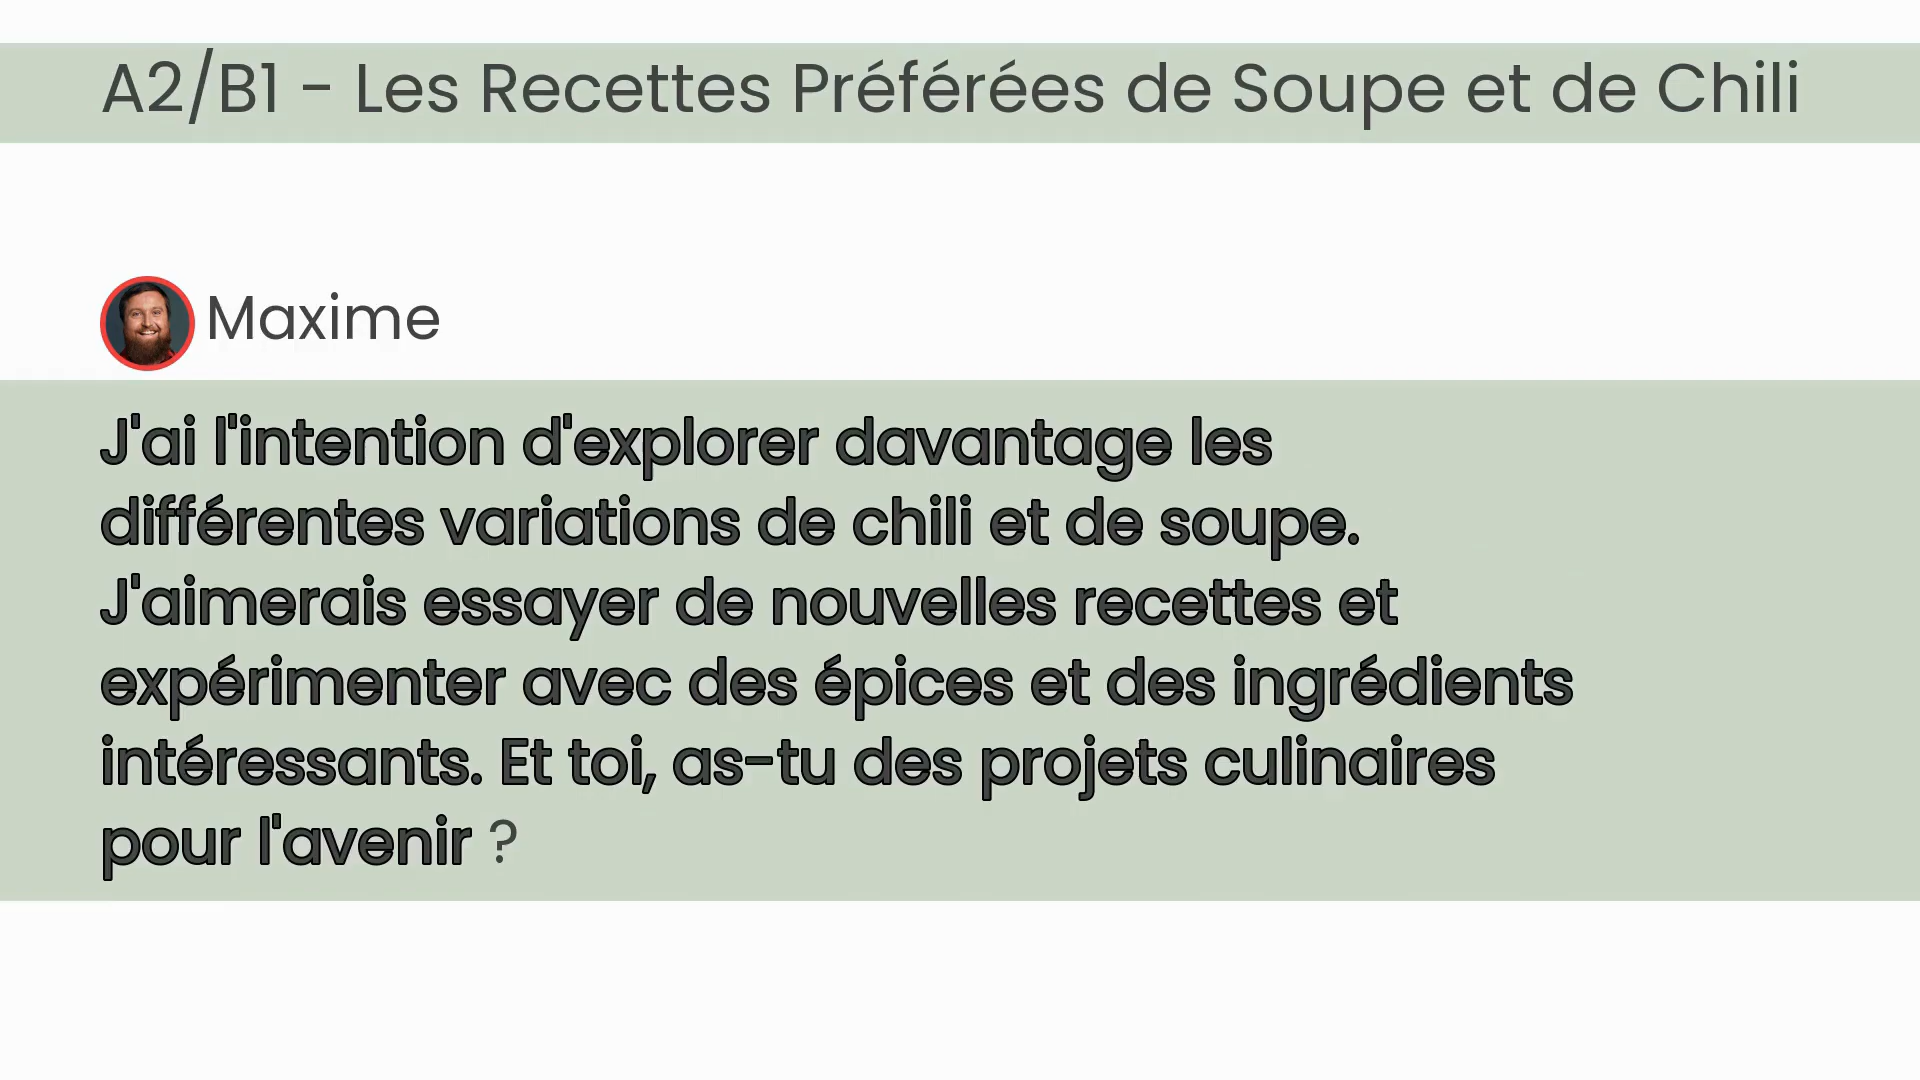 A2/B1 - Les Recettes Préférées de Soupe et de Chili
Maxime
J'ai l'intention d'explorer davantage les
différentes variations de chili et de soupe.
J'aimerais essayer de nouvelles recettes et
expérimenter avec des épices et des ingrédients
intéressants. Et toi, as-tu des projets culinaires
pour l'avenir ?